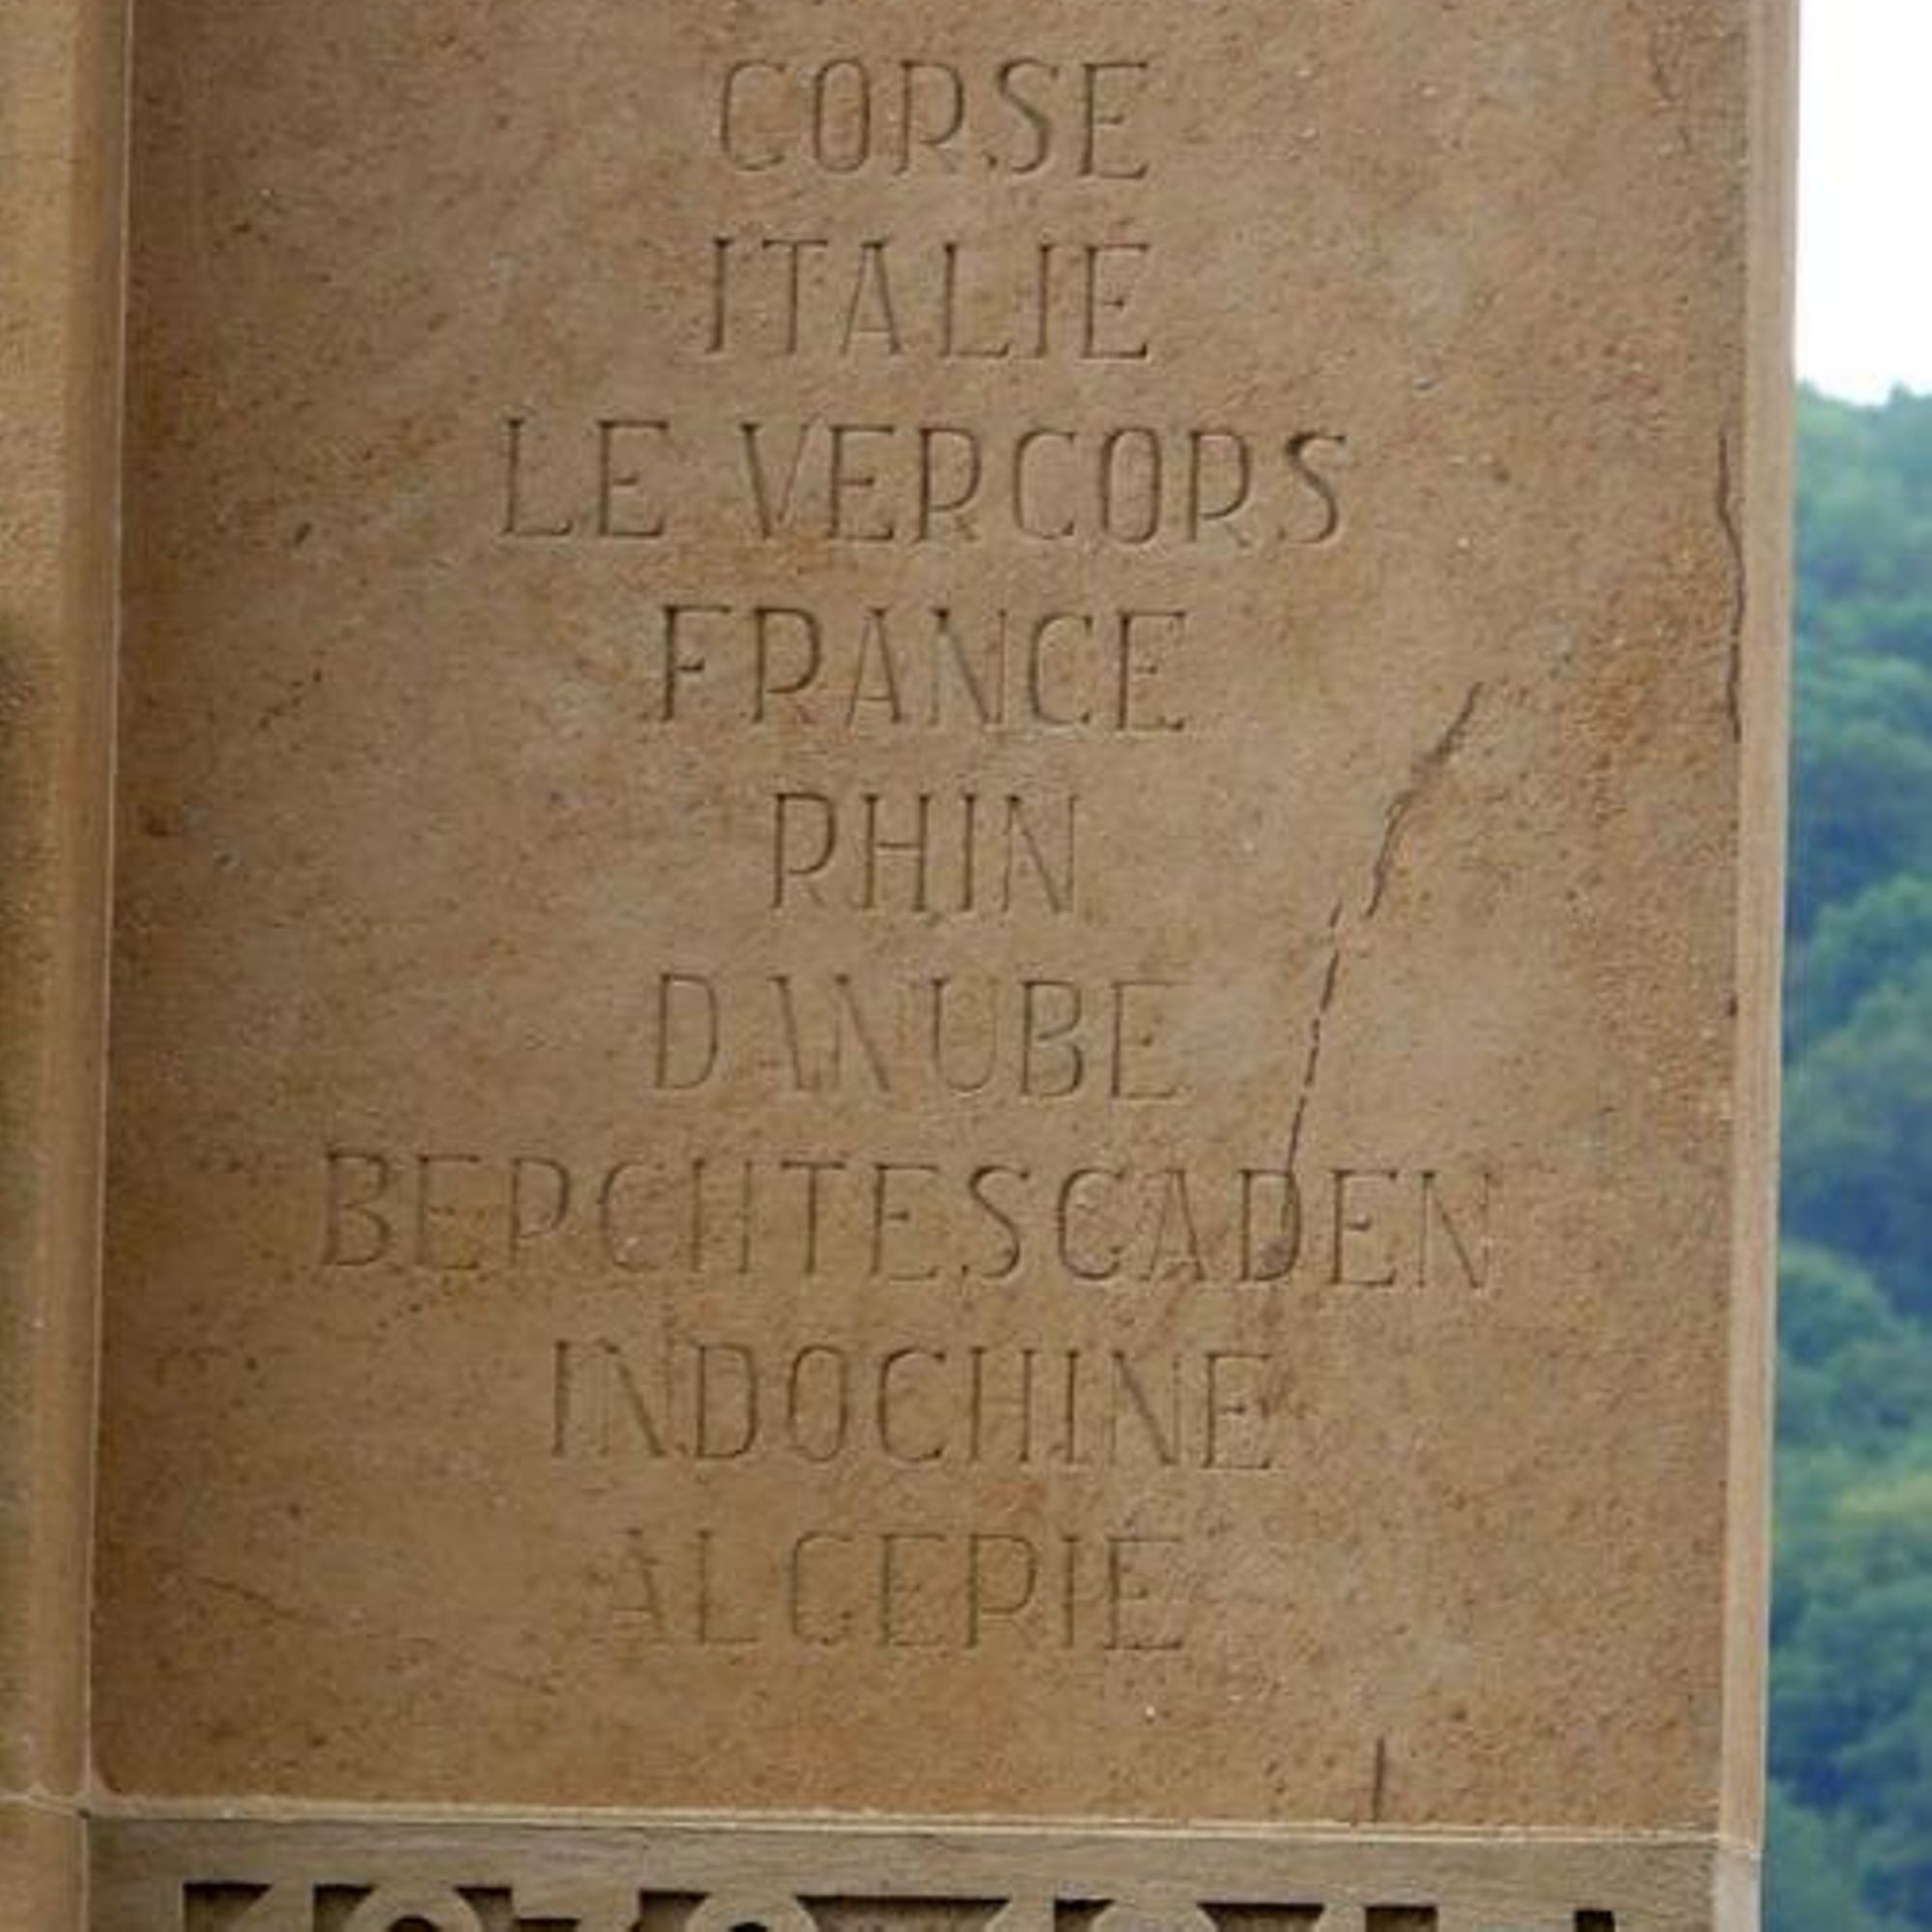 CORSE
ITALIE
LE VERCORS
FRANCE
RHIN
DANUBE
BERCHTESGADEN
INDOCHINE
ALGERIE